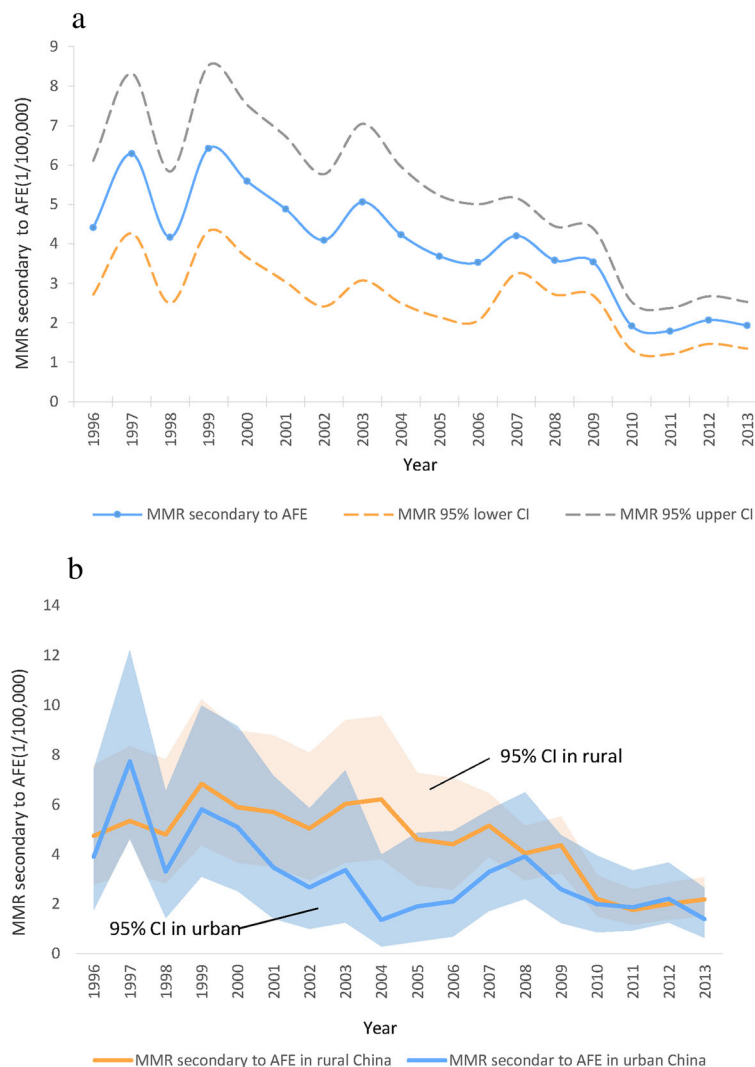 a
9
8
7
6
5
4
3
2
1
0
MMR secondary to AFE(1/100,000)
1996 1997 1998 1999 2000 2001 2002 2003 2004 2005 2006 2007 2008 2009 2010 2011 2012 2013
Year
MMR secondary to AFE MMR 95% lower CI MMR 95% upper CI
b
14
12
10
8
6
4
2
0
MMR secondary to AFE(1/100,000)
95% CI in rural
95% CI in urban
1996 1997 1998 1999 2000 2001 2002 2003 2004 2005 2006 2007 2008 2009 2010 2011 2012 2013
Year
MMR secondary to AFE in rural China MMR secondar to AFE in urban China